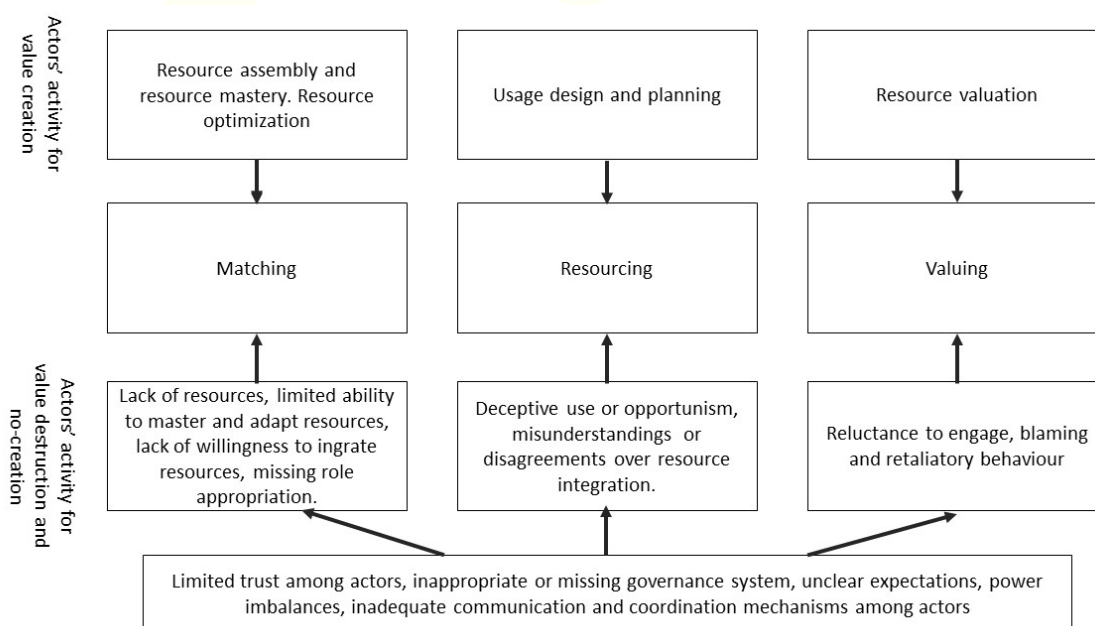 Actors' activity for
value creation
Resource assembly and
resource mastery. Resource
optimization
Usage design and planning
Resource valuation
Matching
Resourcing
Valuing
Actors' activity for
value destruction and
no-creation
Lack of resources, limited ability
to master and adapt resources,
lack of willingness to ingrate
resources, missing role
appropriation.
Deceptive use or opportunism,
misunderstandings or
disagreements over resource
integration.
Reluctance to engage, blaming
and retaliatory behaviour
Limited trust among actors, inappropriate or missing governance system, unclear expectations, power
imbalances, inadequate communication and coordination mechanisms among actors